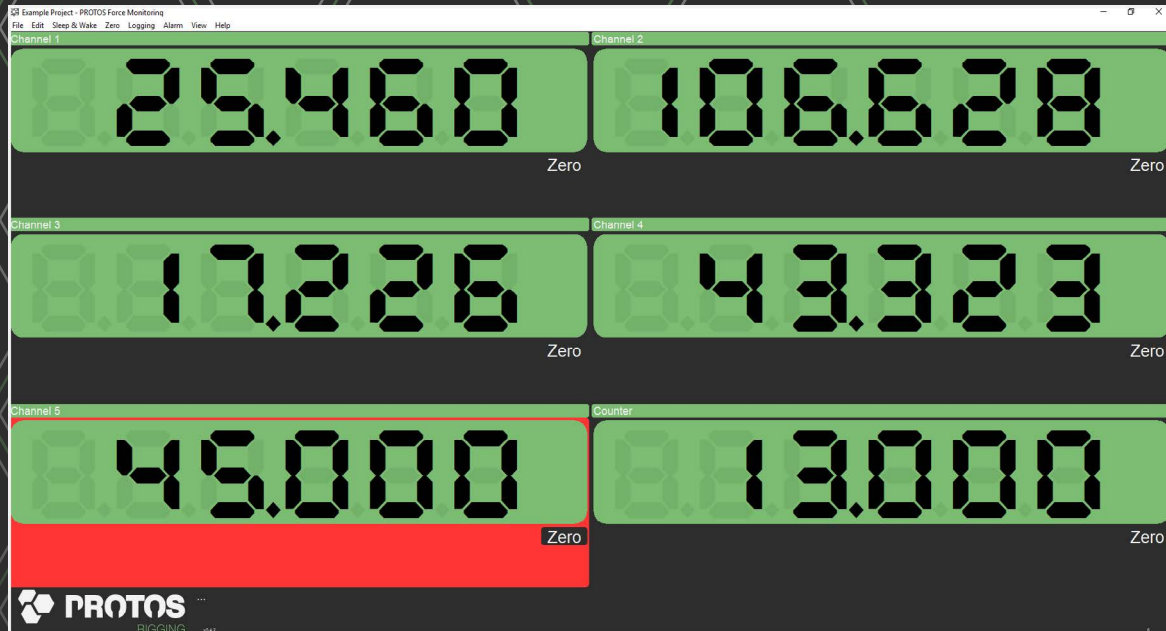 Example Project - PROTOS Force Monitoring
File Edit Sleep & Wake Zero Logging Alarm View Help
Channel 1
25.460
Zero
Channel 2
106.628
Zero
Channel 3
17.226
Zero
Channel 4
43.323
Zero
Channel 5
45.000
Zero
Counter
13.000
Zero
PROTOS
...
RIGGING